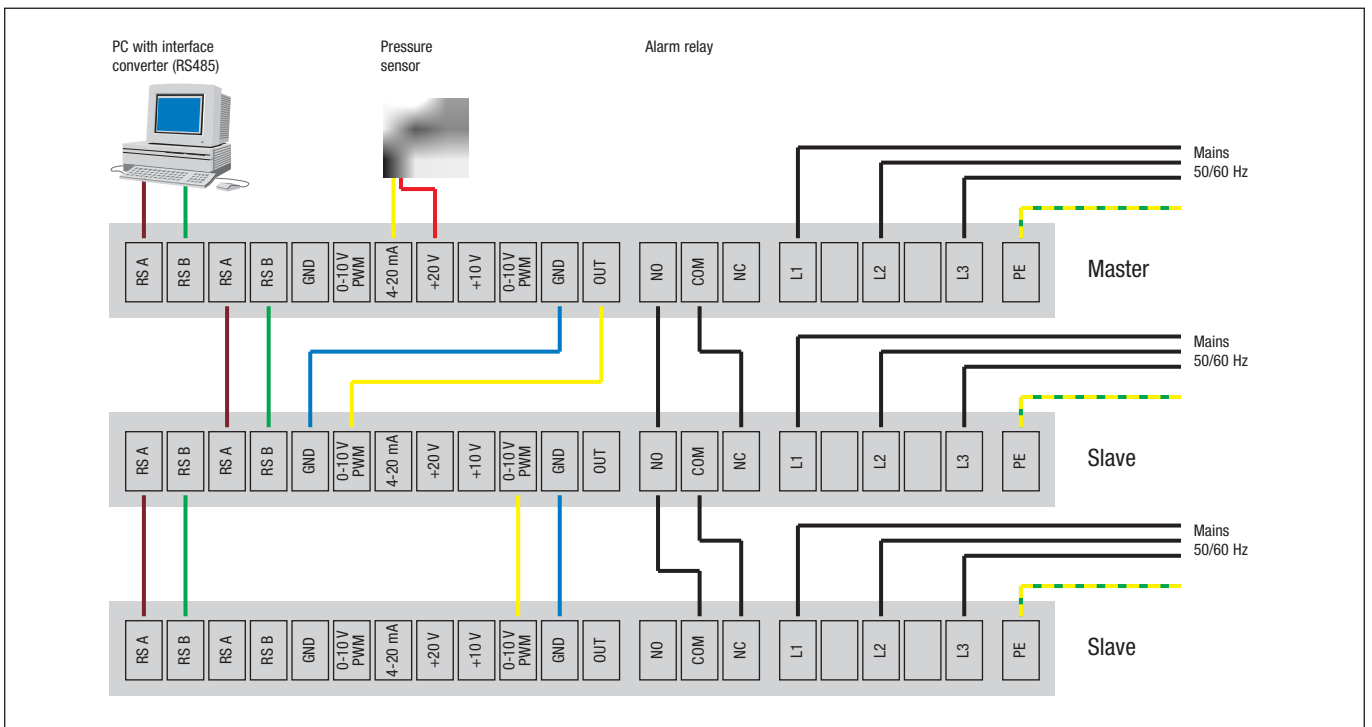 PC with interface
converter (RS485)
Pressure
sensor
Alarm relay
Mains
50/60 Hz
RS A
RS B
RS A
RS B
GND
0-10 V
PWM
4-20 mA
+20 V
+10 V
0-10 V
PWM
GND
OUT
NO
COM
NC
L1
L2
L3
PE
Master
Mains
50/60 Hz
RS A
RS B
RS A
RS B
GND
0-10 V
PWM
4-20 mA
+20 V
+10 V
0-10 V
PWM
GND
OUT
NO
COM
NC
L1
L2
L3
PE
Slave
Mains
50/60 Hz
RS A
RS B
RS A
RS B
GND
0-10 V
PWM
4-20 mA
+20 V
+10 V
0-10 V
PWM
GND
OUT
NO
COM
NC
L1
L2
L3
PE
Slave